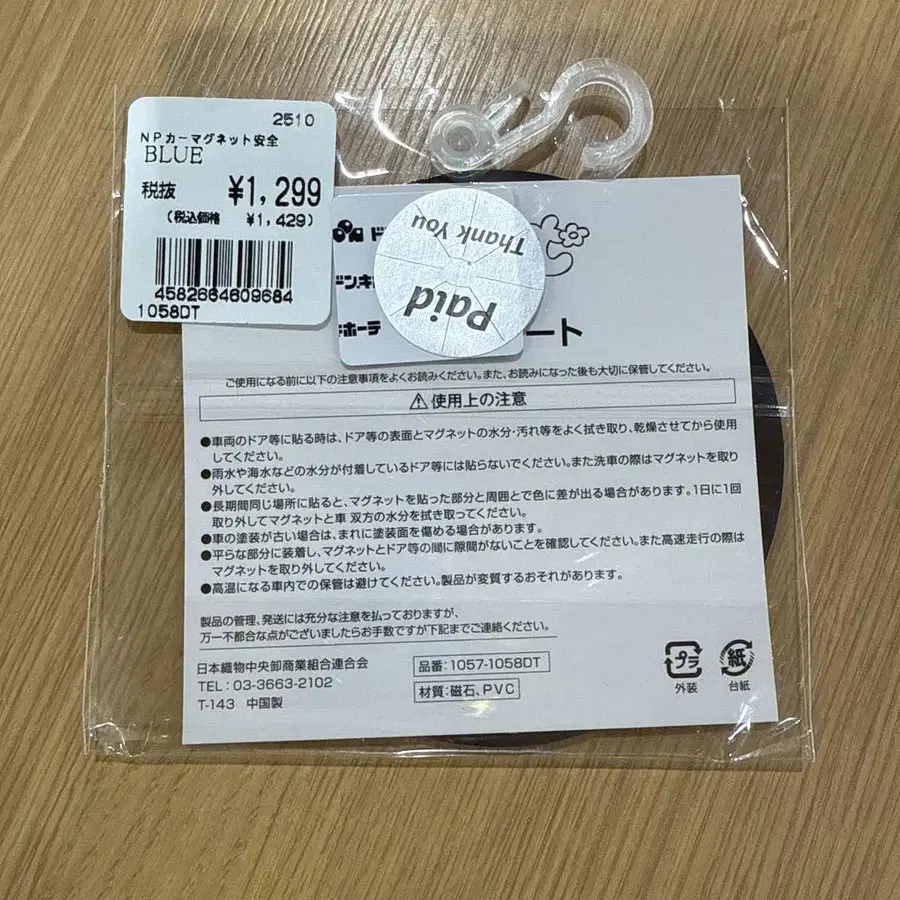 2510
NPカーマグネット安全
BLUE
税抜 ¥1,299
(税込価格 ¥1,429)
4582664609684
1058DT
Paid
Thank You
ド
ドンキ
キホーテ
ート
ご使用になる前に以下の注意事項をよくお読みください。また、お読みになった後も大切に保管してください。
⚠使用上の注意
●車両のドア等に貼る時は、ドア等の表面とマグネットの水分・汚れ等をよく拭き取り、乾燥させてから使用
してください。
●雨水や海水などの水分が付着しているドア等には貼らないでください。また洗車の際はマグネットを取り
外してください。
●長期間同じ場所に貼ると、マグネットを貼った部分と周囲とで色に差が出る場合があります。1日に1回
取り外してマグネットと車 双方の水分を拭き取ってください。
●車の塗装が古い場合は、まれに塗装面を傷める場合があります。
●平らな部分に装着し、マグネットとドア等の間に隙間がないことを確認してください。また高速走行の際は
マグネットを取り外してください。
●高温になる車内での保管は避けてください。製品が変質するおそれがあります。
製品の管理、発送には充分な注意を払っておりますが、
万一不都合な点がございましたらお手数ですが下記までご連絡ください。
日本織物中央卸商業組合連合会
TEL : 03-3663-2102
T-143 中国製
品番: 1057-1058DT
材質: 磁石、PVC
プラ
外装
紙
台紙